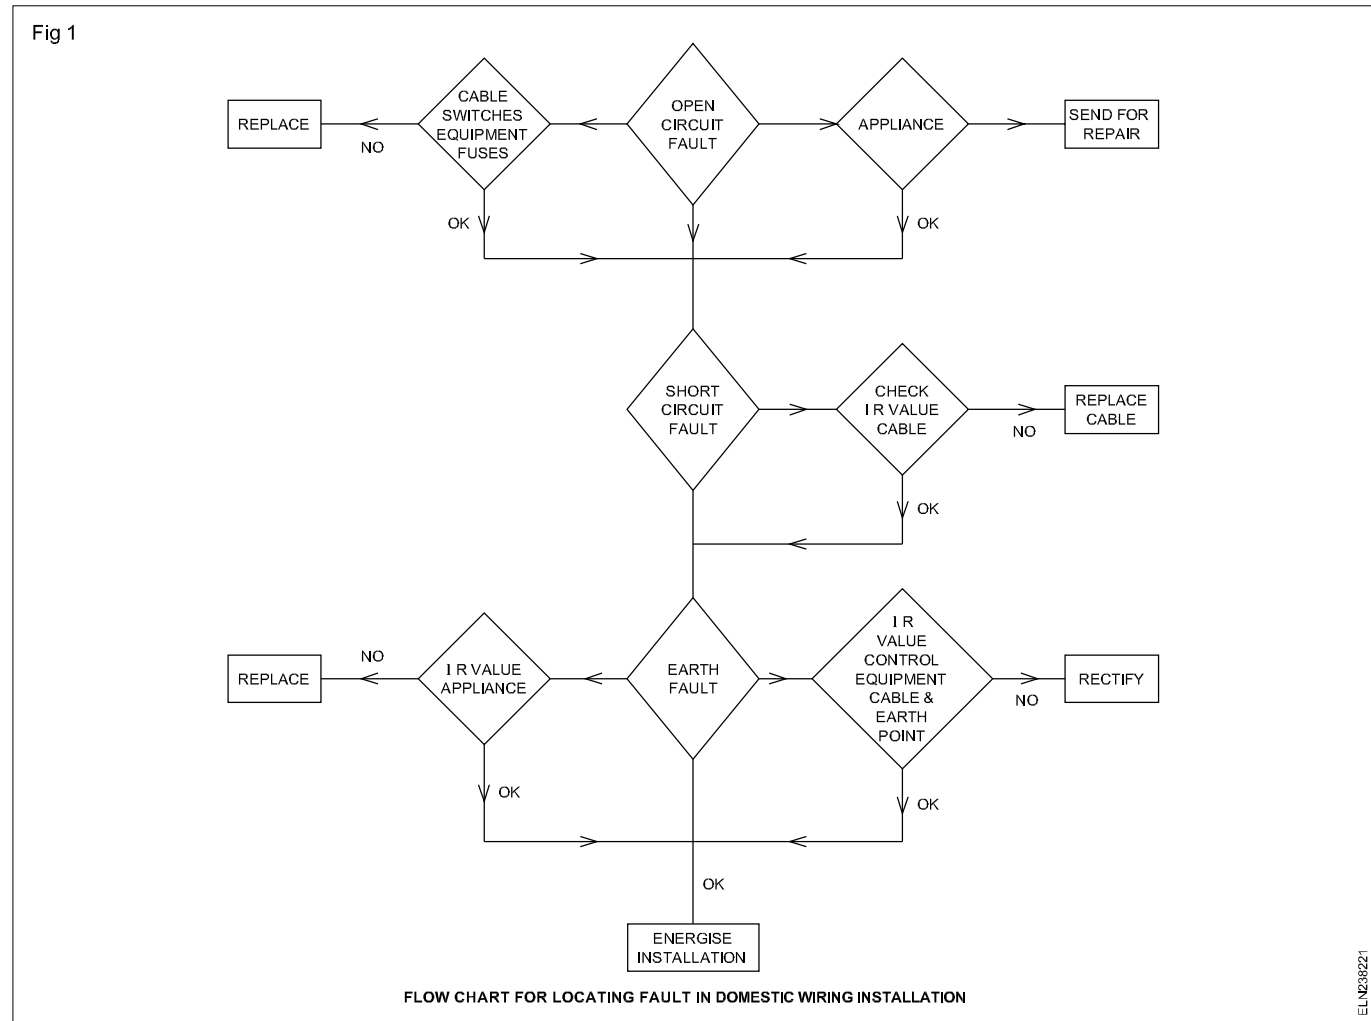 Fig 1
REPLACE
NO
CABLE
SWITCHES
EQUIPMENT
FUSES
OPEN
CIRCUIT
FAULT
APPLIANCE
SEND FOR
REPAIR
OK
OK
SHORT
CIRCUIT
FAULT
CHECK
I R VALUE
CABLE
NO
REPLACE
CABLE
OK
REPLACE
NO
I R VALUE
APPLIANCE
EARTH
FAULT
I R
VALUE
CONTROL
EQUIPMENT
CABLE &
EARTH
POINT
NO
RECTIFY
OK
OK
OK
ENERGISE
INSTALLATION
FLOW CHART FOR LOCATING FAULT IN DOMESTIC WIRING INSTALLATION
ELN238221